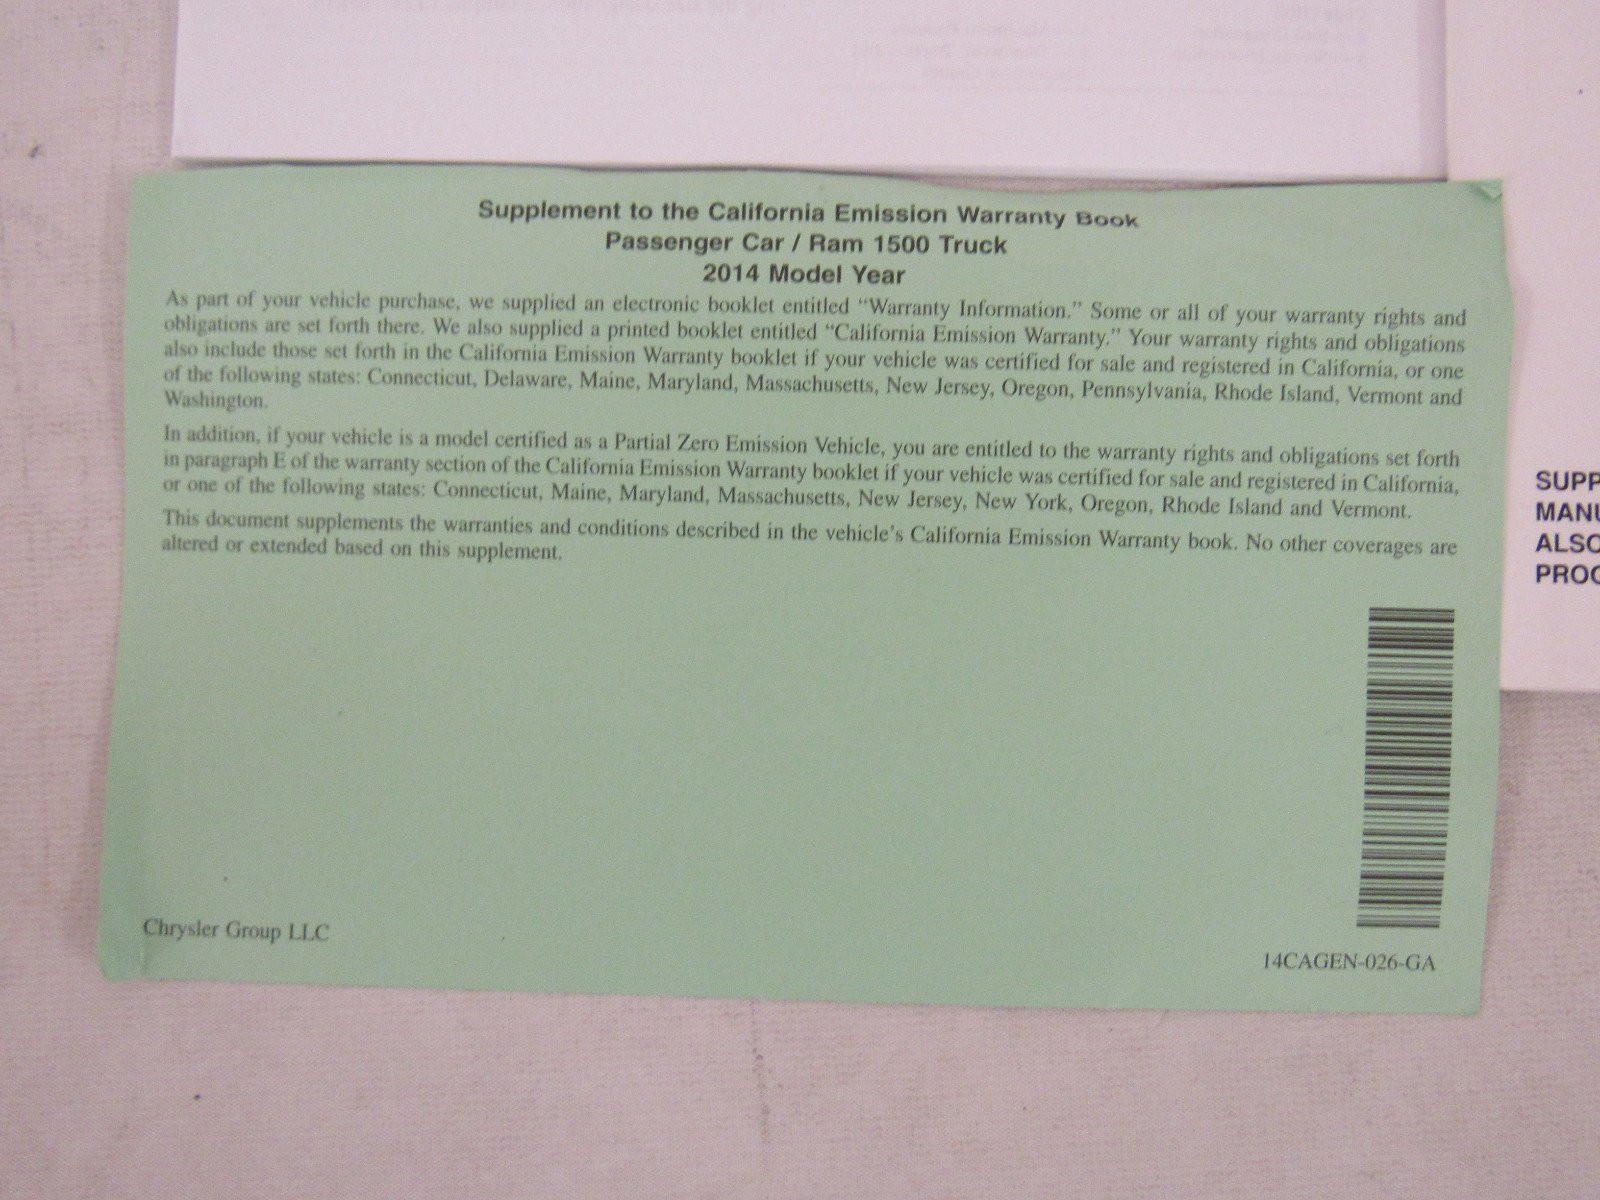 Supplement to the California Emission Warranty Book
Passenger Car / Ram 1500 Truck
2014 Model Year
As part of your vehicle purchase, we supplied an electronic booklet entitled “Warranty Information.” Some or all of your warranty rights and
obligations are set forth there. We also supplied a printed booklet entitled “California Emission Warranty.” Your warranty rights and obligations
also include those set forth in the California Emission Warranty booklet if your vehicle was certified for sale and registered in California, or one
of the following states: Connecticut, Delaware, Maine, Maryland, Massachusetts, New Jersey, Oregon, Pennsylvania, Rhode Island, Vermont and
Washington.
In addition, if your vehicle is a model certified as a Partial Zero Emission Vehicle, you are entitled to the warranty rights and obligations set forth
in paragraph E of the warranty section of the California Emission Warranty booklet if your vehicle was certified for sale and registered in California,
or one of the following states: Connecticut, Maine, Maryland, Massachusetts, New Jersey, New York, Oregon, Rhode Island and Vermont.
This document supplements the warranties and conditions described in the vehicle’s California Emission Warranty book. No other coverages are
altered or extended based on this supplement.
Chrysler Group LLC
14CAGEN-026-GA
SUPP
MANU
ALSO
PROC